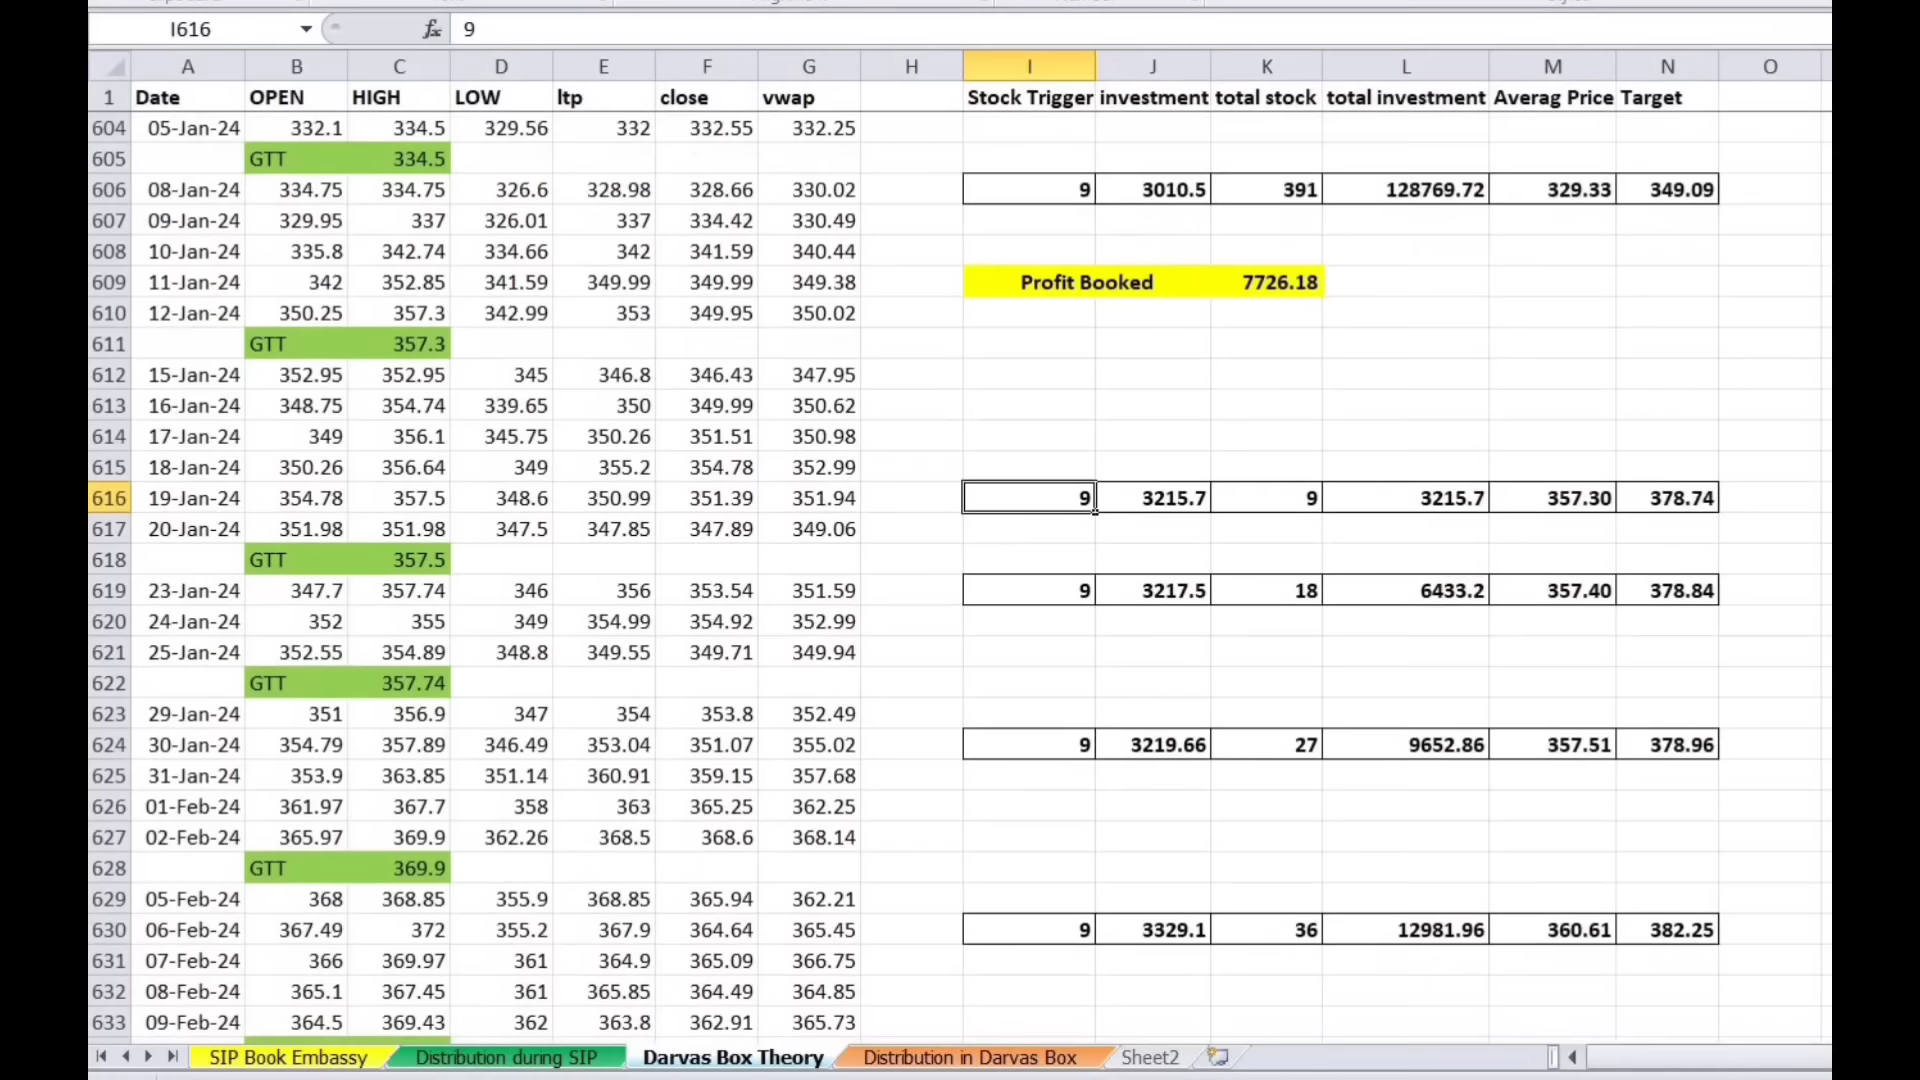 I616 fx 9
A B C D E F G H I J K L M N O
1 Date OPEN HIGH LOW ltp close vwap Stock Trigger investment total stock total investment Averag Price Target
604 05-Jan-24 332.1 334.5 329.56 332 332.55 332.25
605 GTT 334.5
606 08-Jan-24 334.75 334.75 326.6 328.98 328.66 330.02 9 3010.5 391 128769.72 329.33 349.09
607 09-Jan-24 329.95 337 326.01 337 334.42 330.49
608 10-Jan-24 335.8 342.74 334.66 342 341.59 340.44
609 11-Jan-24 342 352.85 341.59 349.99 349.99 349.38 Profit Booked 7726.18
610 12-Jan-24 350.25 357.3 342.99 353 349.95 350.02
611 GTT 357.3
612 15-Jan-24 352.95 352.95 345 346.8 346.43 347.95
613 16-Jan-24 348.75 354.74 339.65 350 349.99 350.62
614 17-Jan-24 349 356.1 345.75 350.26 351.51 350.98
615 18-Jan-24 350.26 356.64 349 355.2 354.78 352.99
616 19-Jan-24 354.78 357.5 348.6 350.99 351.39 351.94 9 3215.7 9 3215.7 357.30 378.74
617 20-Jan-24 351.98 351.98 347.5 347.85 347.89 349.06
618 GTT 357.5
619 23-Jan-24 347.7 357.74 346 356 353.54 351.59 9 3217.5 18 6433.2 357.40 378.84
620 24-Jan-24 352 355 349 354.99 354.92 352.99
621 25-Jan-24 352.55 354.89 348.8 349.55 349.71 349.94
622 GTT 357.74
623 29-Jan-24 351 356.9 347 354 353.8 352.49
624 30-Jan-24 354.79 357.89 346.49 353.04 351.07 355.02 9 3219.66 27 9652.86 357.51 378.96
625 31-Jan-24 353.9 363.85 351.14 360.91 359.15 357.68
626 01-Feb-24 361.97 367.7 358 363 365.25 362.25
627 02-Feb-24 365.97 369.9 362.26 368.5 368.6 368.14
628 GTT 369.9
629 05-Feb-24 368 368.85 355.9 368.85 365.94 362.21
630 06-Feb-24 367.49 372 355.2 367.9 364.64 365.45 9 3329.1 36 12981.96 360.61 382.25
631 07-Feb-24 366 369.97 361 364.9 365.09 366.75
632 08-Feb-24 365.1 367.45 361 365.85 364.49 364.85
633 09-Feb-24 364.5 369.43 362 363.8 362.91 365.73
SIP Book Embassy Distribution during SIP Darvas Box Theory Distribution in Darvas Box Sheet2